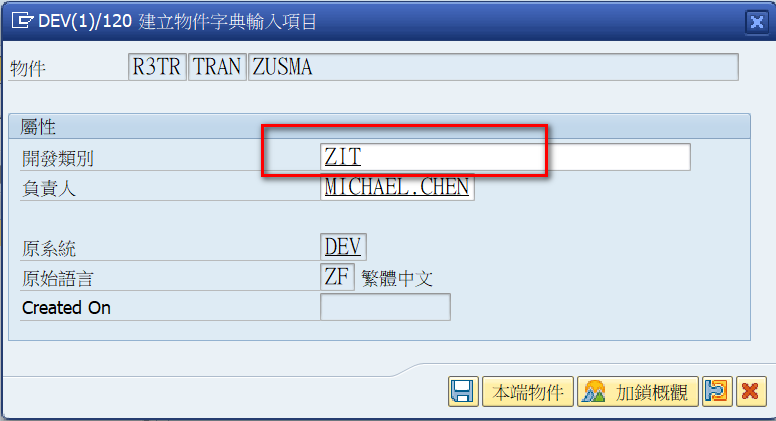 DEV(1)/120 建立物件字典輸入項目
物件 R3TR TRAN ZUSMA
屬性
開發類別 ZIT
負責人 MICHAEL.CHEN
原系統 DEV
原始語言 ZF 繁體中文
Created On
本端物件 加鎖概觀